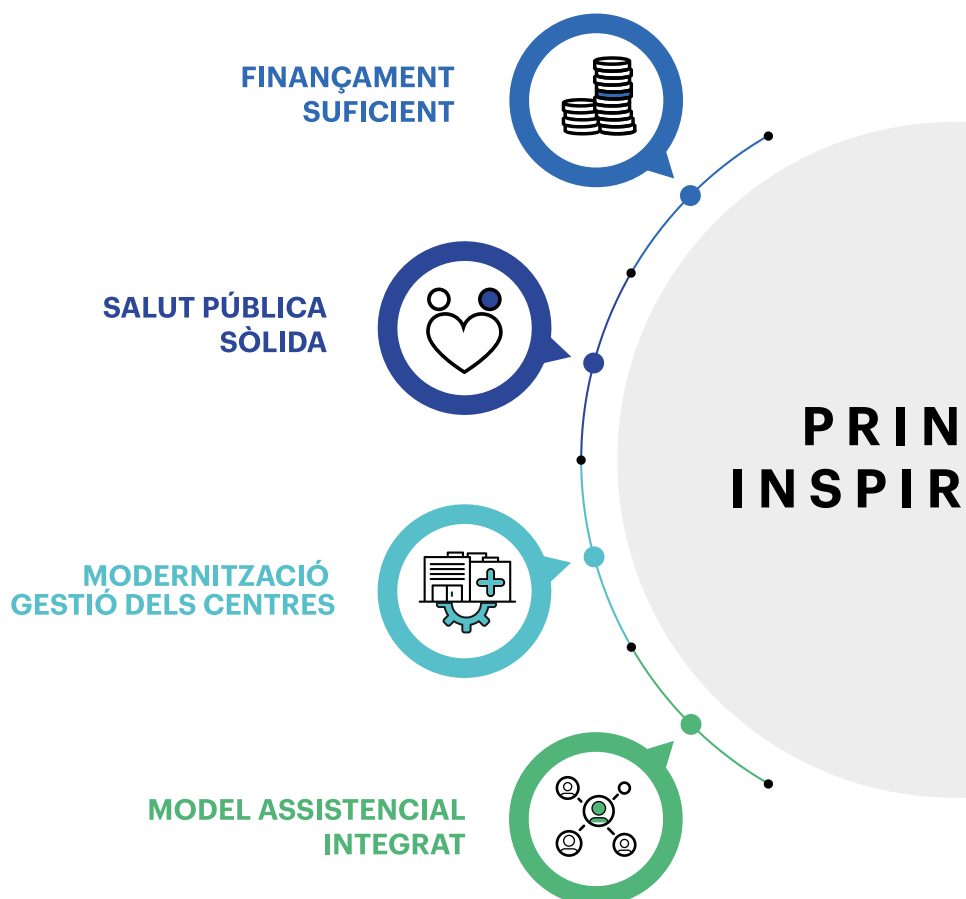 FINANÇAMENT
SUFICIENT
SALUT PÚBLICA
SÒLIDA
PRIN
INSPIR
MODERNITZACIÓ
GESTIÓ DELS CENTRES
MODEL ASSISTENCIAL
INTEGRAT